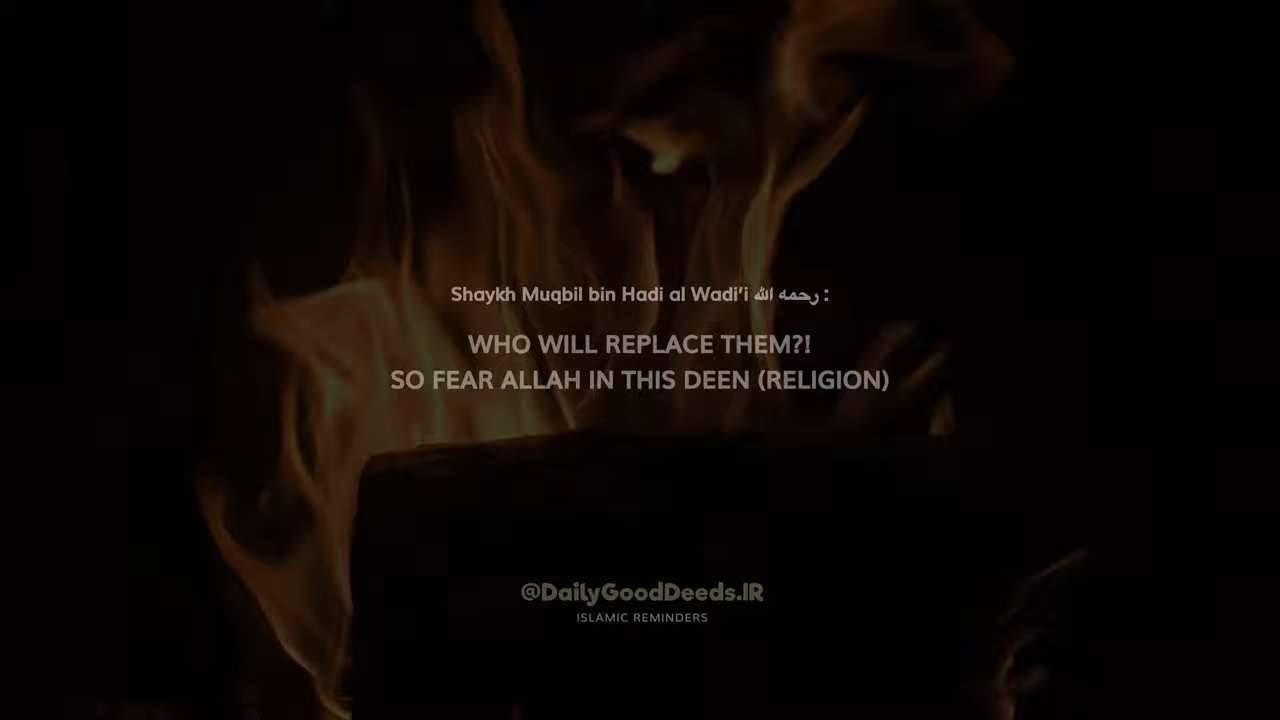 Shaykh Muqbil bin Hadi al Wadi'i رحمه الله :
WHO WILL REPLACE THEM?!
SO FEAR ALLAH IN THIS DEEN (RELIGION)
@DailyGoodDeeds.IR
ISLAMIC REMINDERS